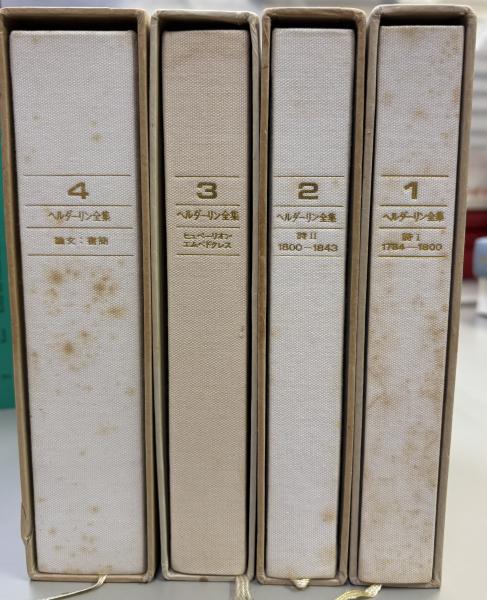 4
ヘルダーリン全集
論文：書簡
3
ヘルダーリン全集
ヒュペーリオン・
エムペドクレス
2
ヘルダーリン全集
詩II
1800—1843
1
ヘルダーリン全集
詩I
1784—1800